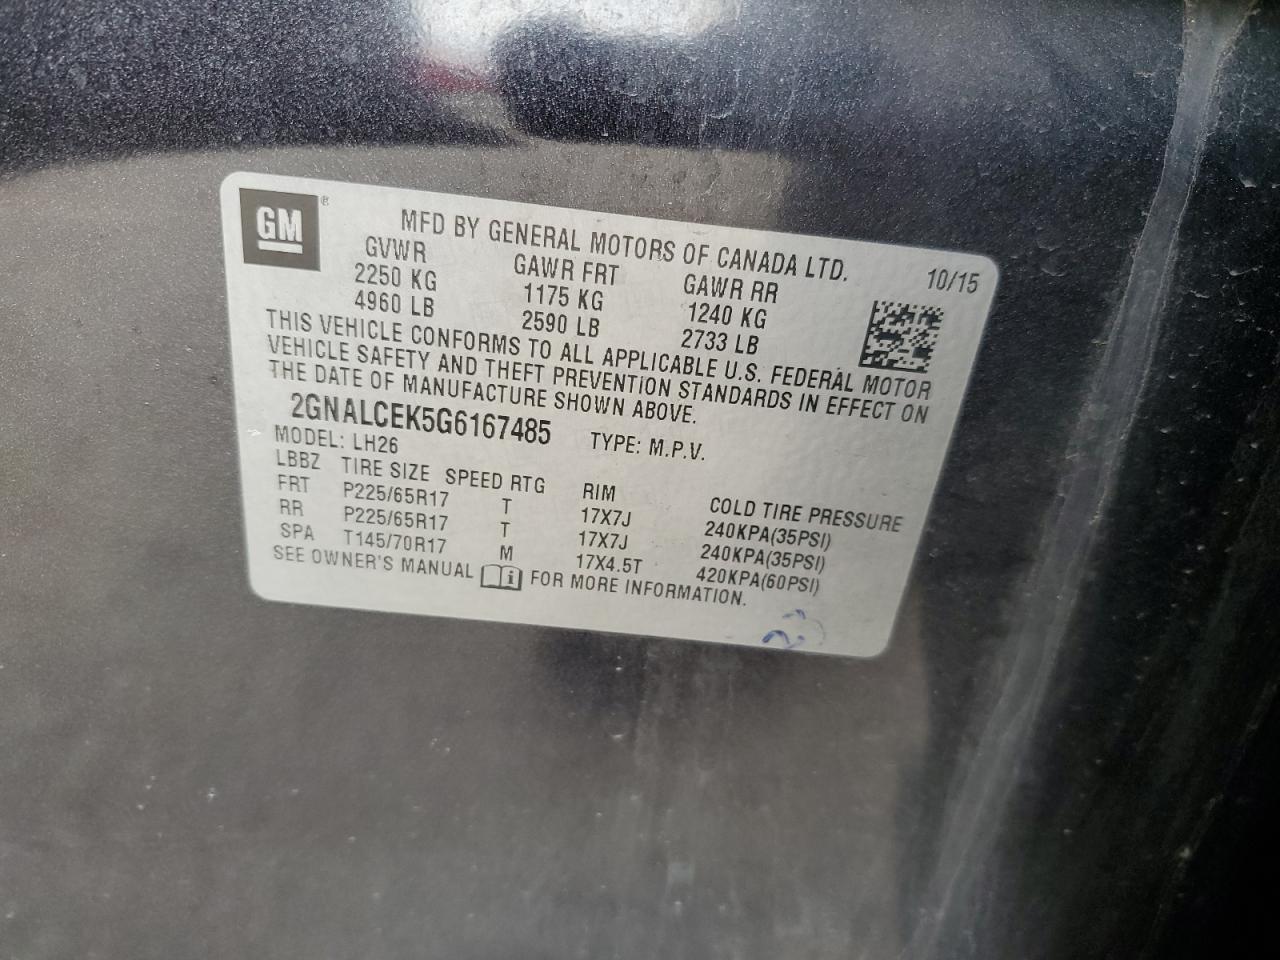 GM ®
MFD BY GENERAL MOTORS OF CANADA LTD.
10/15
GVWR GAWR FRT GAWR RR
2250 KG 1175 KG 1240 KG
4960 LB 2590 LB 2733 LB
THIS VEHICLE CONFORMS TO ALL APPLICABLE U.S. FEDERAL MOTOR
VEHICLE SAFETY AND THEFT PREVENTION STANDARDS IN EFFECT ON
THE DATE OF MANUFACTURE SHOWN ABOVE.
2GNALCEK5G6167485 TYPE: M.P.V.
MODEL: LH26
LBBZ TIRE SIZE SPEED RTG RIM COLD TIRE PRESSURE
FRT P225/65R17 T 17X7J 240KPA(35PSI)
RR P225/65R17 T 17X7J 240KPA(35PSI)
SPA T145/70R17 M 17X4.5T 420KPA(60PSI)
SEE OWNER'S MANUAL i FOR MORE INFORMATION.